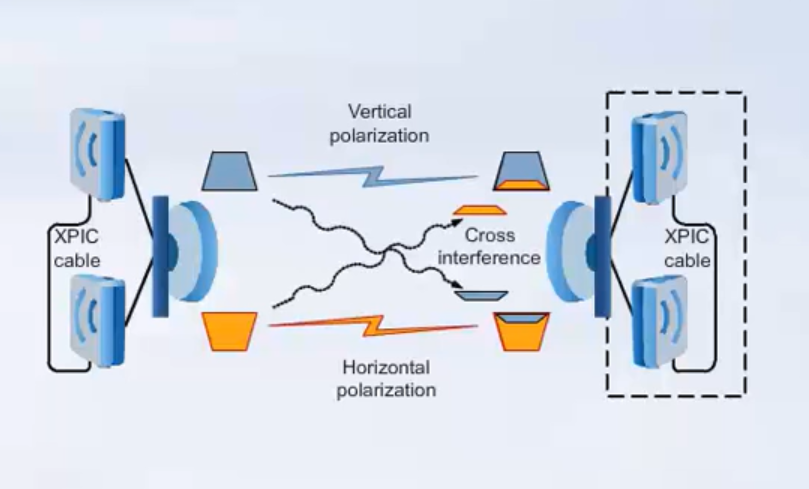 Vertical
polarization
XPIC
cable
Cross
interference
XPIC
cable
Horizontal
polarization